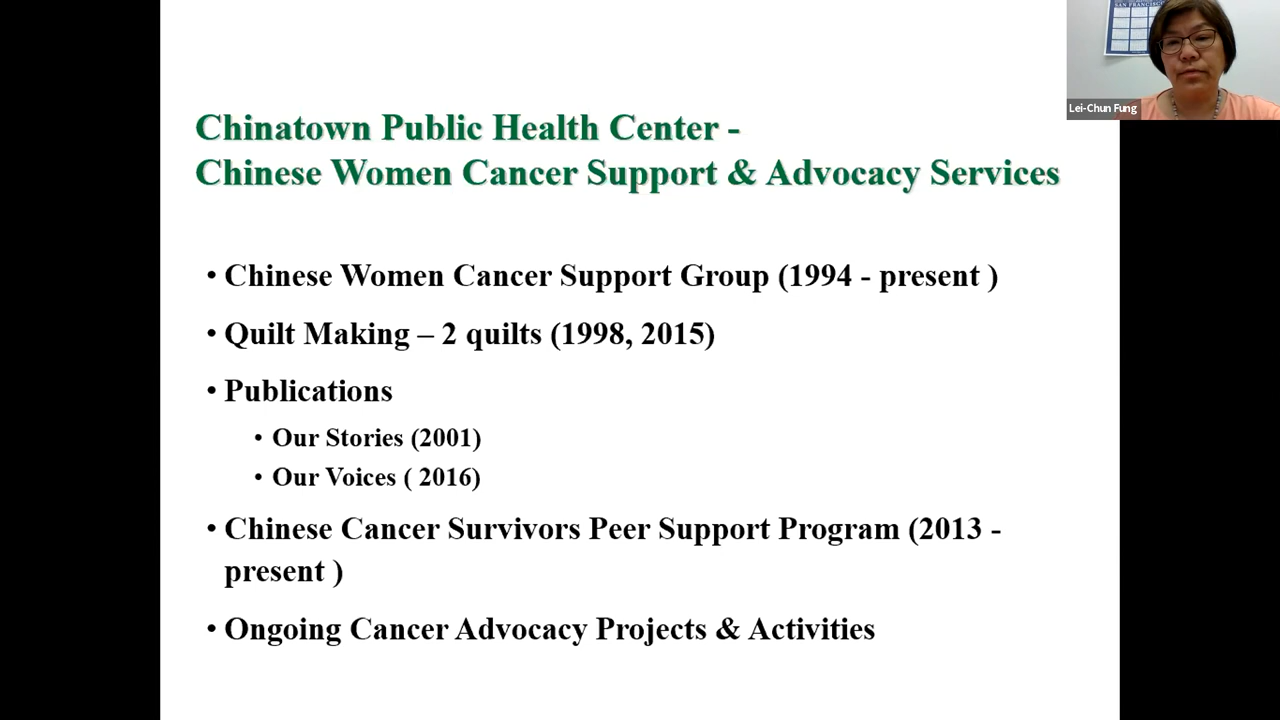 SAN FRANCISCO
Lei-Chun Fung
Chinatown Public Health Center -
Chinese Women Cancer Support & Advocacy Services
• Chinese Women Cancer Support Group (1994 - present )
• Quilt Making – 2 quilts (1998, 2015)
• Publications
• Our Stories (2001)
• Our Voices ( 2016)
• Chinese Cancer Survivors Peer Support Program (2013 -
present )
• Ongoing Cancer Advocacy Projects & Activities